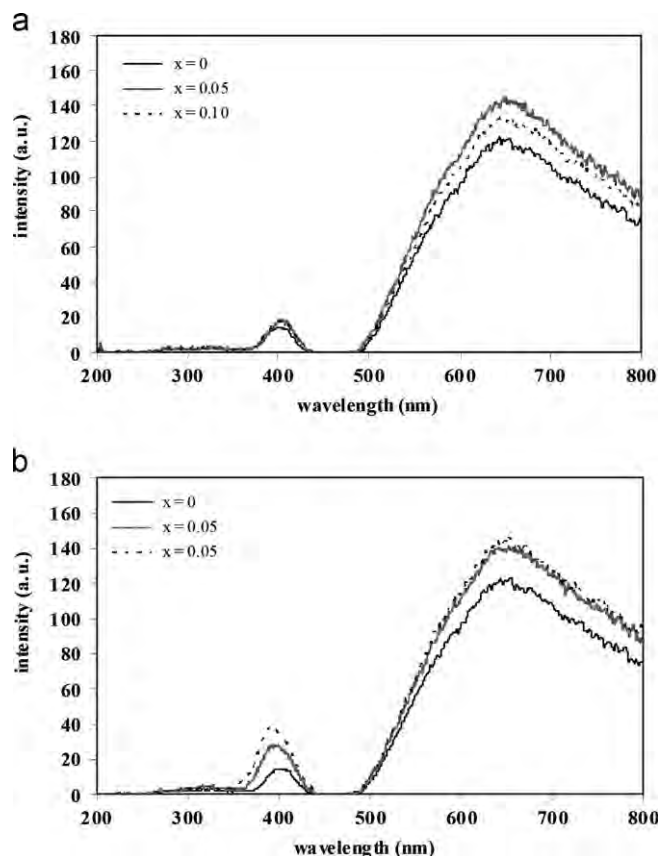 a
180
160
140
120
100
80
60
40
20
0
intensity (a.u.)
x = 0
x = 0.05
x = 0.10
200 300 400 500 600 700 800
wavelength (nm)
b
180
160
140
120
100
80
60
40
20
0
intensity (a.u.)
x = 0
x = 0.05
x = 0.05
200 300 400 500 600 700 800
wavelength (nm)